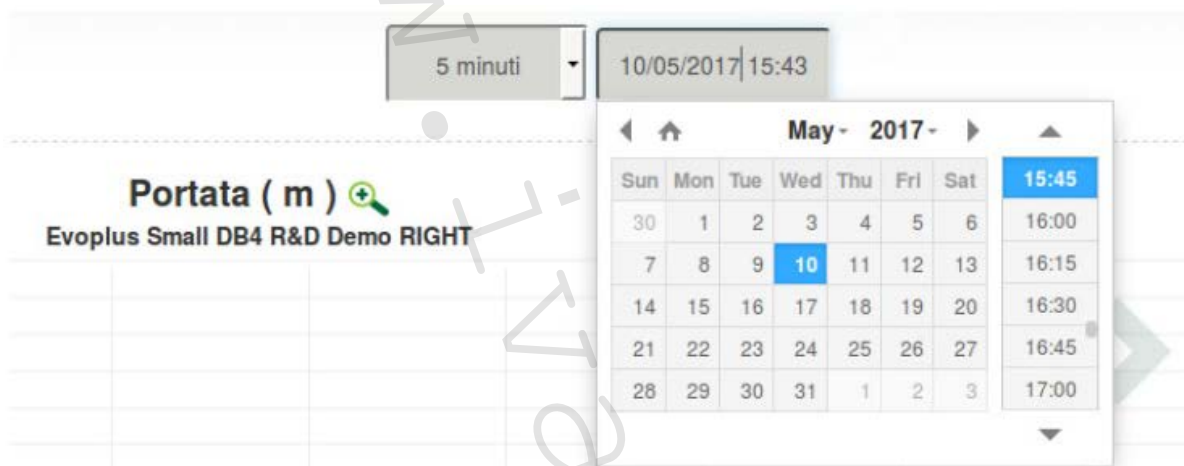 5 minuti
10/05/2017 15:43
May 2017
Sun Mon Tue Wed Thu Fri Sat
30 1 2 3 4 5 6
7 8 9 10 11 12 13
14 15 16 17 18 19 20
21 22 23 24 25 26 27
28 29 30 31 1 2 3
15:45
16:00
16:15
16:30
16:45
17:00
Portata ( m )
Evoplus Small DB4 R&D Demo RIGHT